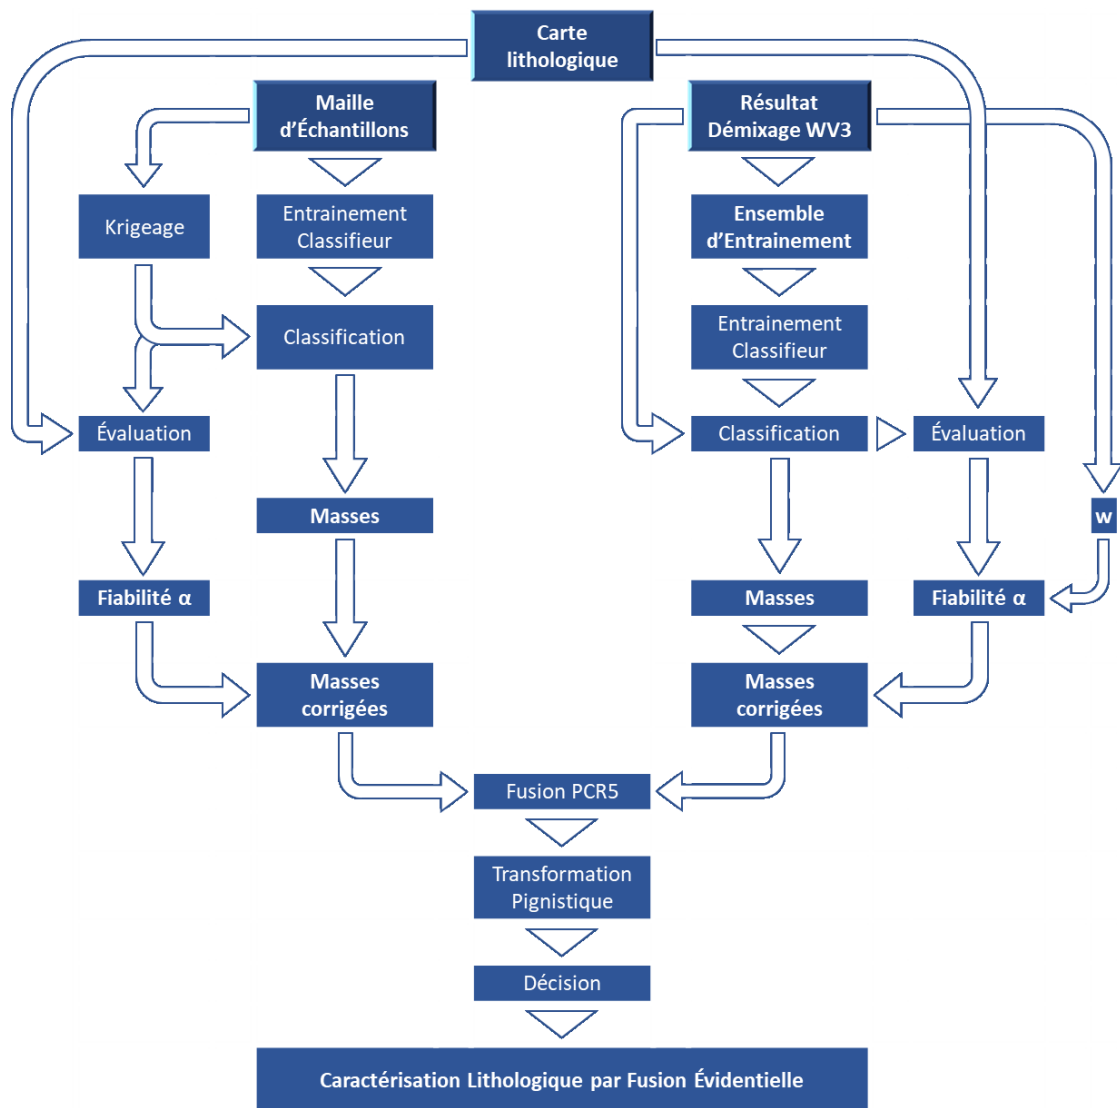 Carte
lithologique
Maille
d'Échantillons
Résultat
Démixage WV3
Krigeage
Entrainement
Classifieur
Ensemble
d'Entrainement
Classification
Entrainement
Classifieur
Évaluation
Classification
Évaluation
Masses
w
Fiabilité α
Masses
Fiabilité α
Masses
corrigées
Masses
corrigées
Fusion PCR5
Transformation
Pignistique
Décision
Caractérisation Lithologique par Fusion Évidentielle